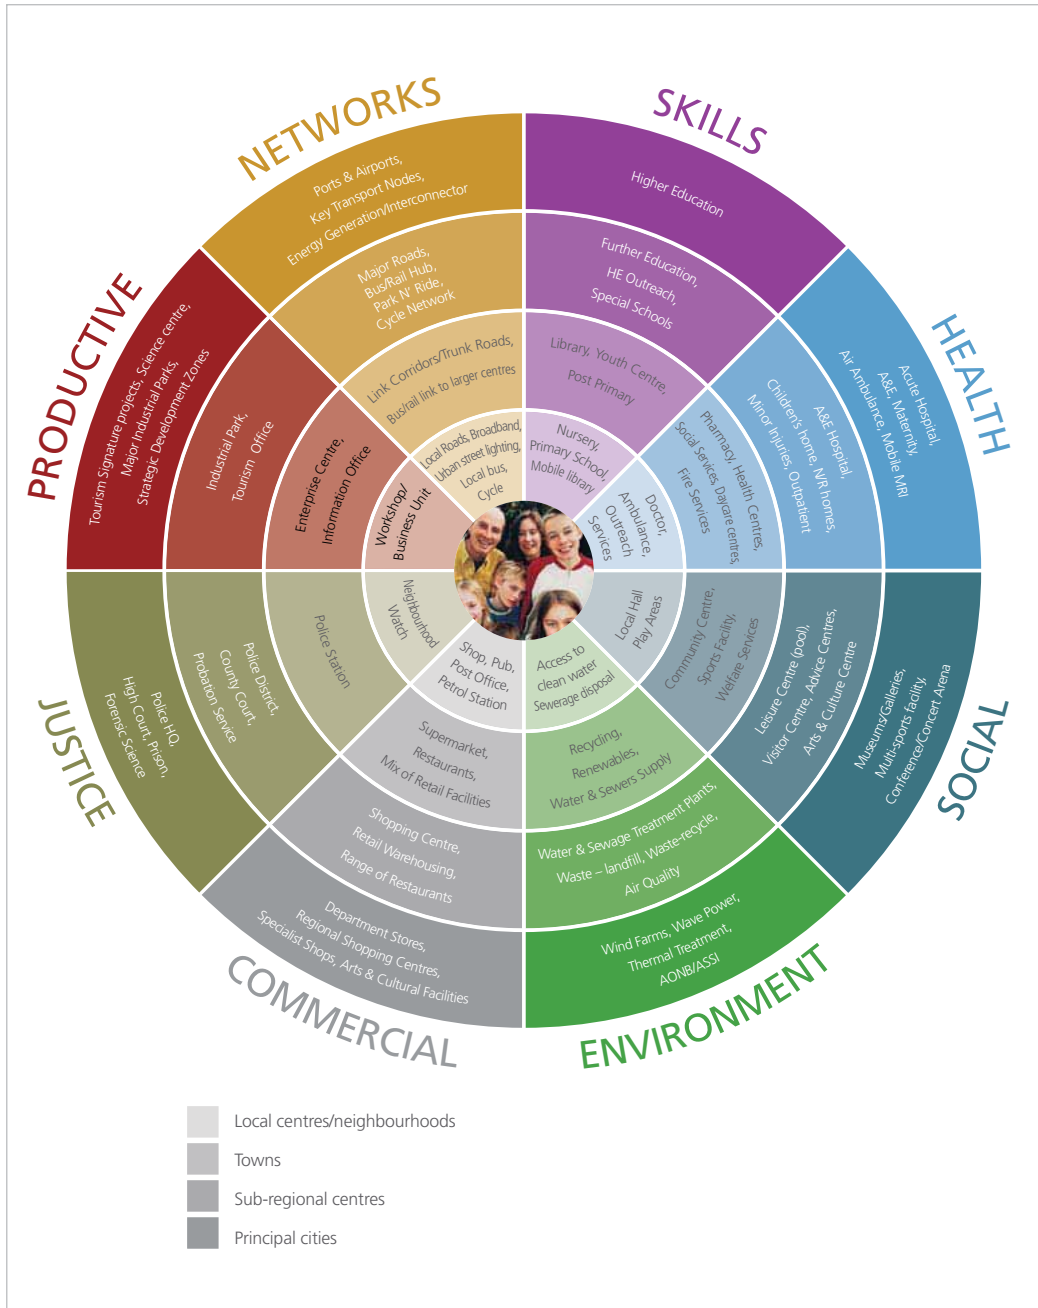 NETWORKS
Ports & Airports,
Key Transport Nodes,
Energy Generation/Interconnector
Major Roads,
Bus/Rail Hub,
Park N' Ride,
Cycle Network
Link Corridors/Trunk Roads,
Bus/rail link to larger centres
Local Roads, Broadband,
Urban street lighting,
Local bus,
Cycle
SKILLS
Higher Education
Further Education,
HE Outreach,
Special Schools
Library, Youth Centre,
Post Primary
Nursery,
Primary School,
Mobile library
HEALTH
Acute Hospital,
A&E, Maternity,
Air Ambulance, Mobile MRI
A&E Hospital,
Children's home, N/R homes,
Minor Injuries, Outpatient
Pharmacy, Health Centres,
Social Services, Daycare centres,
Fire Services
Doctor,
Ambulance,
Outreach
Services
SOCIAL
Museums/Galleries,
Multi-sports facility,
Conference/Concert Arena
Leisure Centre (pool),
Visitor Centre, Advice Centres,
Arts & Culture Centre
Community Centre,
Sports Facility,
Welfare Services
Local Hall
Play Areas
ENVIRONMENT
Access to
clean water
Sewerage disposal
Recycling,
Renewables,
Water & Sewers Supply
Water & Sewage Treatment Plants,
Waste – landfill, Waste-recycle,
Air Quality
Wind Farms, Wave Power,
Thermal Treatment,
AONB/ASSI
COMMERCIAL
Shop, Pub,
Post Office,
Petrol Station
Supermarket,
Restaurants,
Mix of Retail Facilities
Shopping Centre,
Retail Warehousing,
Range of Restaurants
Department Stores,
Regional Shopping Centres,
Specialist Shops, Arts & Cultural Facilities
JUSTICE
Neighbourhood
Watch
Police Station
Police District,
County Court,
Probation Service
Police HQ,
High Court, Prison,
Forensic Science
PRODUCTIVE
Tourism Signature projects, Science centre,
Major Industrial Parks,
Strategic Development Zones
Industrial Park,
Tourism Office
Enterprise Centre,
Information Office
Workshop/
Business Unit
Local centres/neighbourhoods
Towns
Sub-regional centres
Principal cities